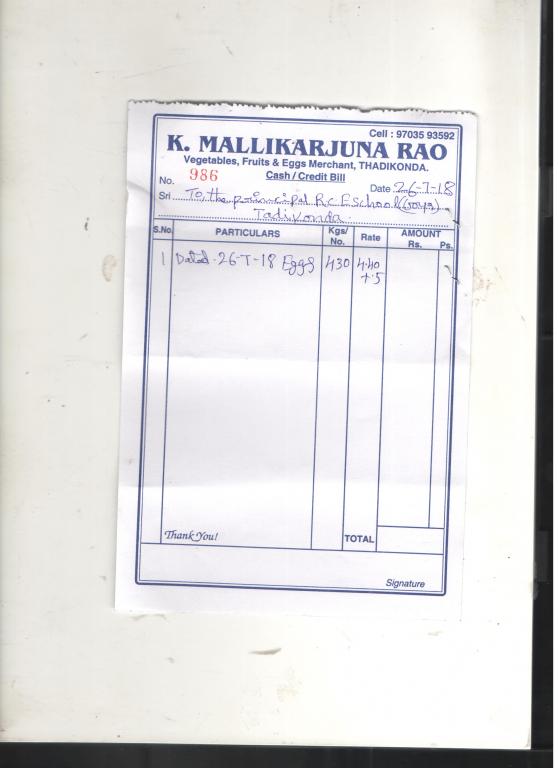 Cell : 97035 93592
K. MALLIKARJUNA RAO
Vegetables, Fruits & Eggs Merchant, THADIKONDA.
Cash / Credit Bill
No. 986
Date 26-7-18
Sri To, the principal R.C.E School (Boys)
Tadikonda
S.No. PARTICULARS Kgs/ No. Rate AMOUNT Rs. Ps.
1 Dated. 26-7-18 Eggs 430 4.40
+.5
Thank You! TOTAL
Signature